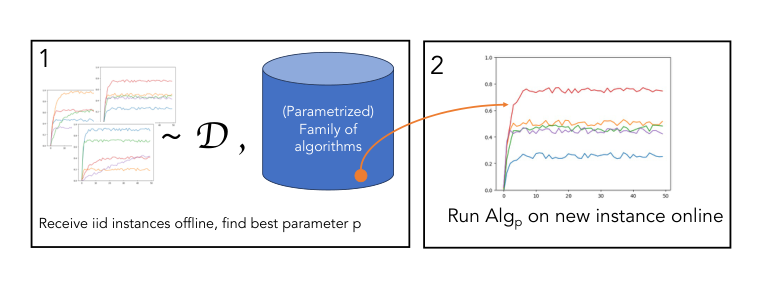 1
~ 𝒟 ,
(Parametrized)
Family of
algorithms
Receive iid instances offline, find best parameter p
2
1.0
0.8
0.6
0.4
0.2
0.0
0 10 20 30 40 50
Run Algp on new instance online